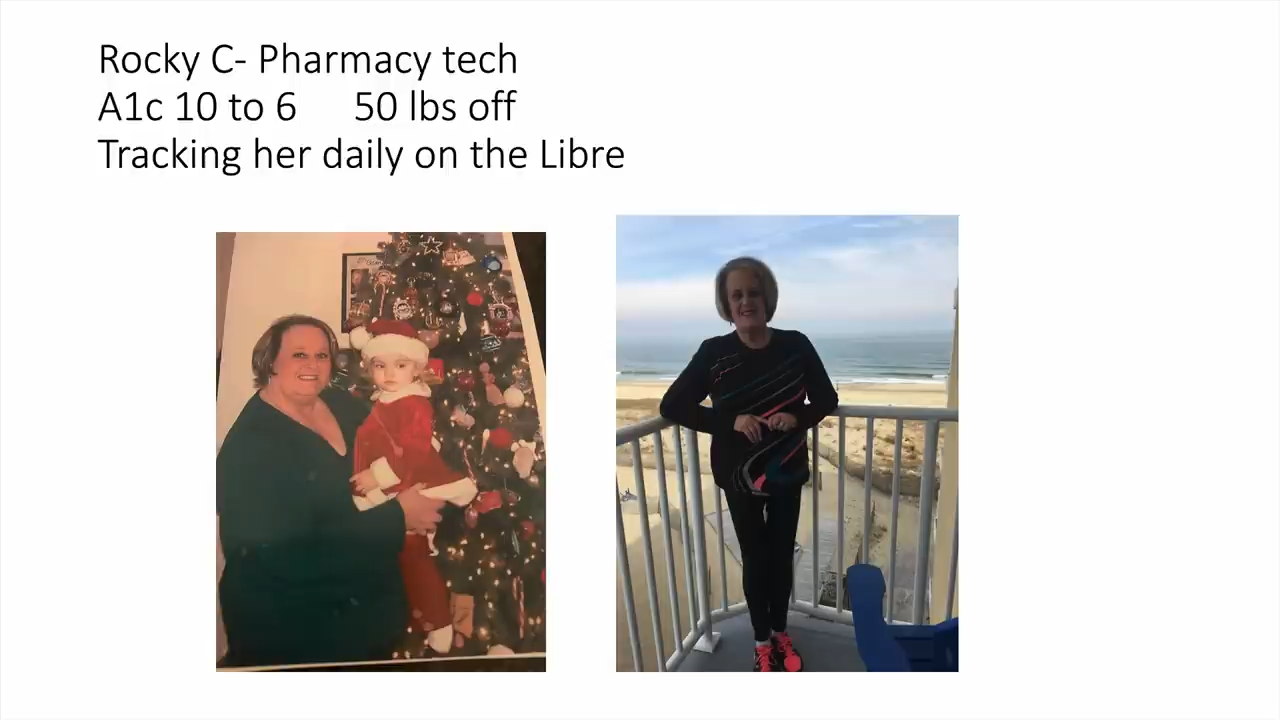 Rocky C- Pharmacy tech
A1c 10 to 6 50 lbs off
Tracking her daily on the Libre